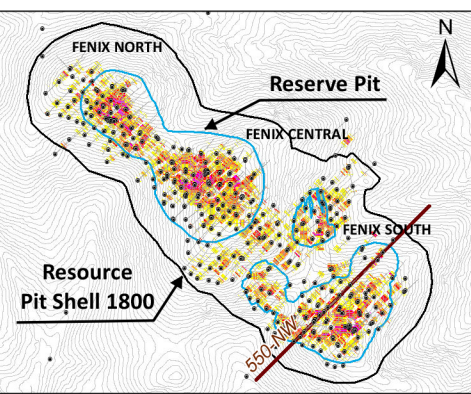 N
FENIX NORTH
Reserve Pit
FENIX CENTRAL
FENIX SOUTH
Resource
Pit Shell 1800
550-NW